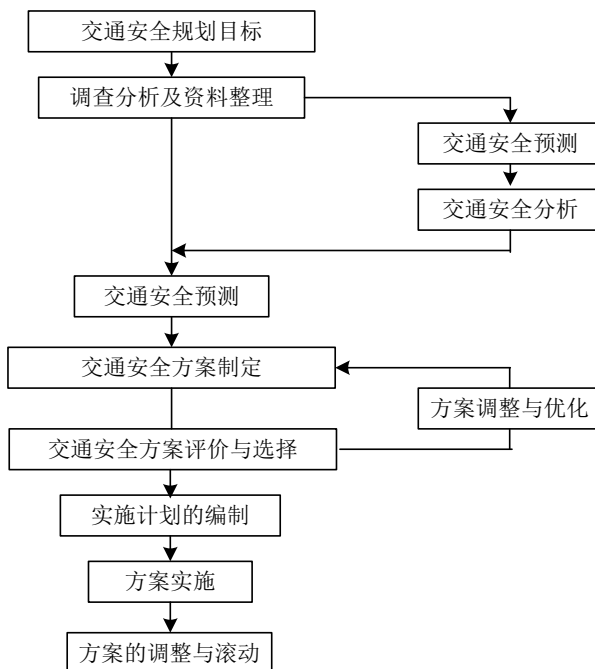 交通安全规划目标
调查分析及资料整理
交通安全预测
交通安全分析
交通安全预测
交通安全方案制定
方案调整与优化
交通安全方案评价与选择
实施计划的编制
方案实施
方案的调整与滚动